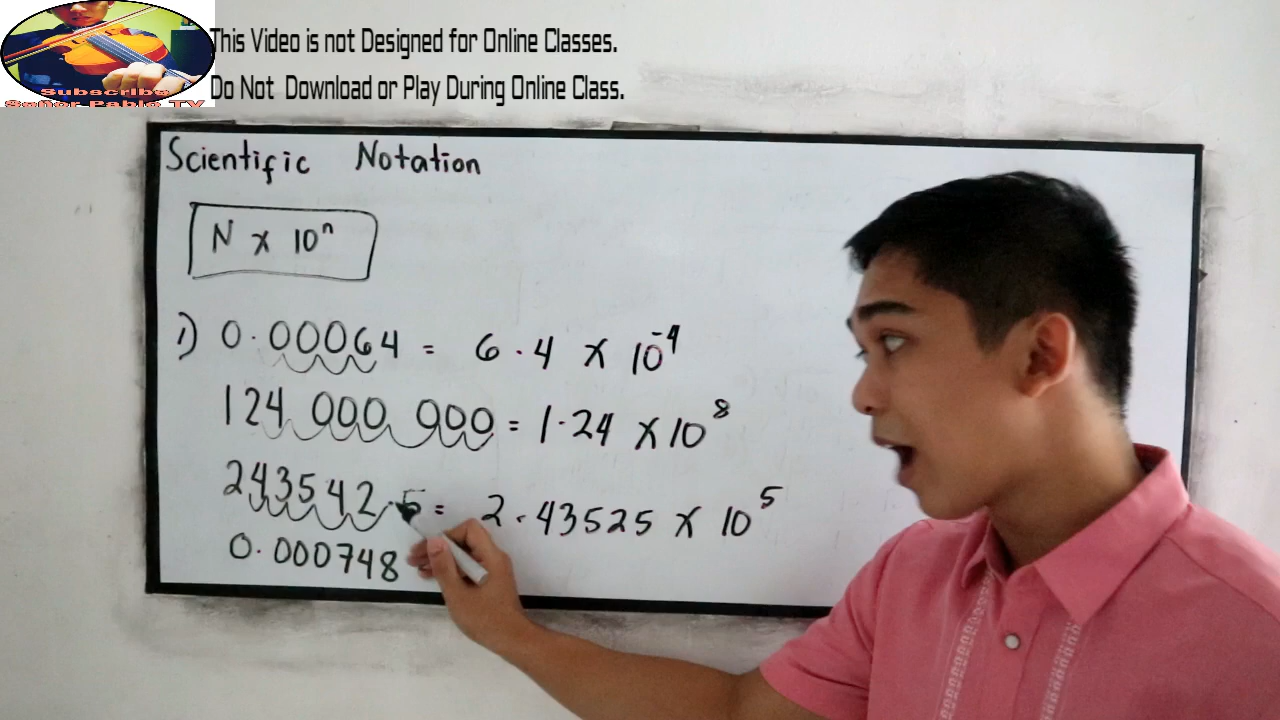 This Video is not Designed for Online Classes.
Do Not Download or Play During Online Class.
Subscribe
Señor Pablo TV
Scientific Notation
N x 10ⁿ
1) 0.00064 = 6.4 x 10⁻⁴
124 000 000 = 1.24 x 10⁸
243542.5 = 2.43525 x 10⁵
0.000748